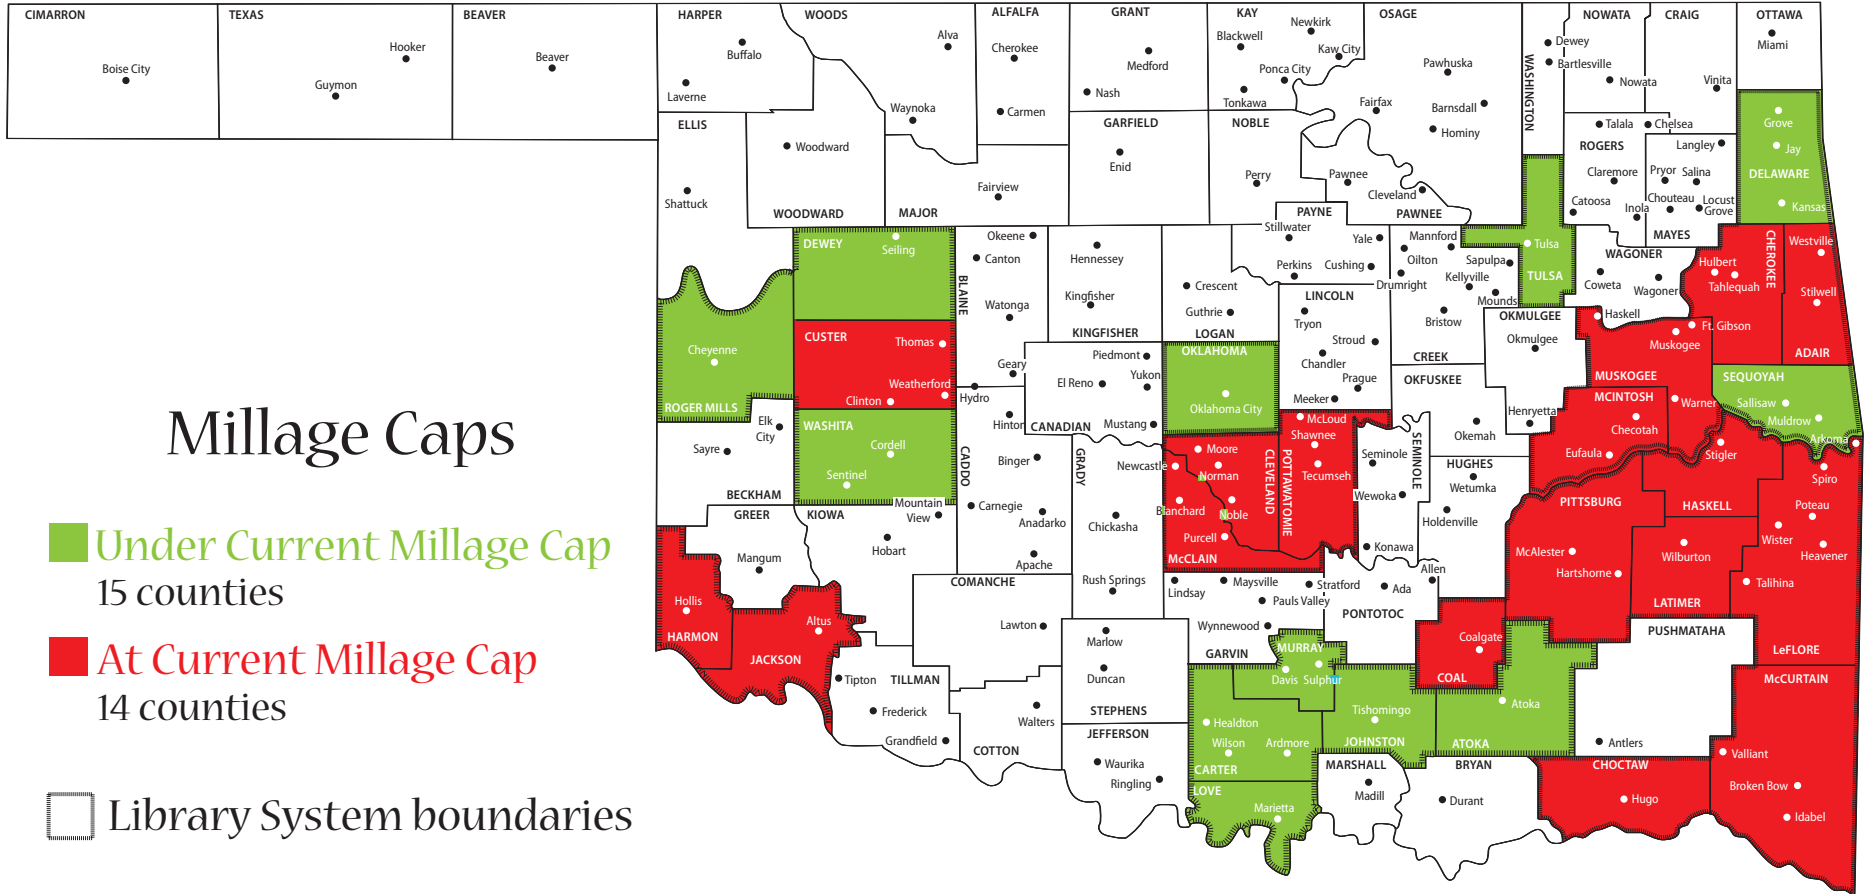 CIMARRON
TEXAS
BEAVER
HARPER
WOODS
ALFALFA
GRANT
KAY
OSAGE
NOWATA
CRAIG
OTTAWA
Boise City
Hooker
Guymon
Beaver
Buffalo
Laverne
Alva
Waynoka
Cherokee
Carmen
Medford
Nash
Newkirk
Blackwell
Kaw City
Ponca City
Tonkawa
Pawhuska
Fairfax
Barnsdall
Hominy
WASHINGTON
Dewey
Bartlesville
Nowata
Vinita
Miami
ELLIS
Shattuck
Woodward
WOODWARD
MAJOR
Fairview
GARFIELD
Enid
NOBLE
Perry
Pawnee
Cleveland
PAWNEE
PAYNE
Stillwater
Yale
Perkins
Cushing
ROGERS
Talala
Chelsea
Claremore
Catoosa
Inola
Langley
Pryor
Salina
Chouteau
Locust
Grove
MAYES
Grove
Jay
DELAWARE
Kansas
DEWEY
Seiling
BLAINE
Okeene
Canton
Watonga
Geary
Hennessey
Kingfisher
KINGFISHER
Crescent
Guthrie
LOGAN
LINCOLN
Tryon
Stroud
Chandler
Prague
Meeker
Mannford
Oilton
Sapulpa
Kellyville
Drumright
Mounds
Bristow
CREEK
Tulsa
TULSA
WAGONER
Coweta
Wagoner
CHEROKEE
Hulbert
Tahlequah
Westville
Stilwell
ADAIR
Cheyenne
ROGER MILLS
CUSTER
Thomas
Weatherford
Clinton
Hydro
Piedmont
El Reno
Yukon
Mustang
Hinton
CANADIAN
OKLAHOMA
Oklahoma City
OKFUSKEE
Okemah
OKMULGEE
Okmulgee
Henryetta
Haskell
Ft. Gibson
Muskogee
MUSKOGEE
Warner
MCINTOSH
Checotah
Eufaula
SEQUOYAH
Sallisaw
Muldrow
Arkoma
Millage Caps
Elk
City
Sayre
BECKHAM
WASHITA
Cordell
Sentinel
CADDO
Binger
Carnegie
Anadarko
Apache
GRADY
Chickasha
Rush Springs
Newcastle
Moore
Norman
Blanchard
Noble
Purcell
McCLAIN
CLEVELAND
POTTAWATOMIE
McLoud
Shawnee
Tecumseh
SEMINOLE
Seminole
Wewoka
Konawa
HUGHES
Wetumka
Holdenville
Allen
PITTSBURG
McAlester
Hartshorne
HASKELL
Stigler
Wilburton
LATIMER
Spiro
Poteau
Wister
Heavener
Talihina
LeFLORE
GREER
Mangum
KIOWA
Mountain
View
Hobart
Hollis
HARMON
Altus
JACKSON
COMANCHE
Lawton
Tipton
TILLMAN
Frederick
Grandfield
COTTON
Walters
Marlow
Duncan
STEPHENS
JEFFERSON
Waurika
Ringling
Lindsay
Maysville
Stratford
Pauls Valley
Wynnewood
GARVIN
PONTOTOC
Ada
MURRAY
Davis
Sulphur
COAL
Coalgate
PUSHMATAHA
Antlers
ATOKA
Atoka
Tishomingo
JOHNSTON
Healdton
Wilson
Ardmore
CARTER
LOVE
Marietta
MARSHALL
Madill
BRYAN
Durant
CHOCTAW
Hugo
McCURTAIN
Valliant
Broken Bow
Idabel
Under Current Millage Cap
15 counties
At Current Millage Cap
14 counties
Library System boundaries